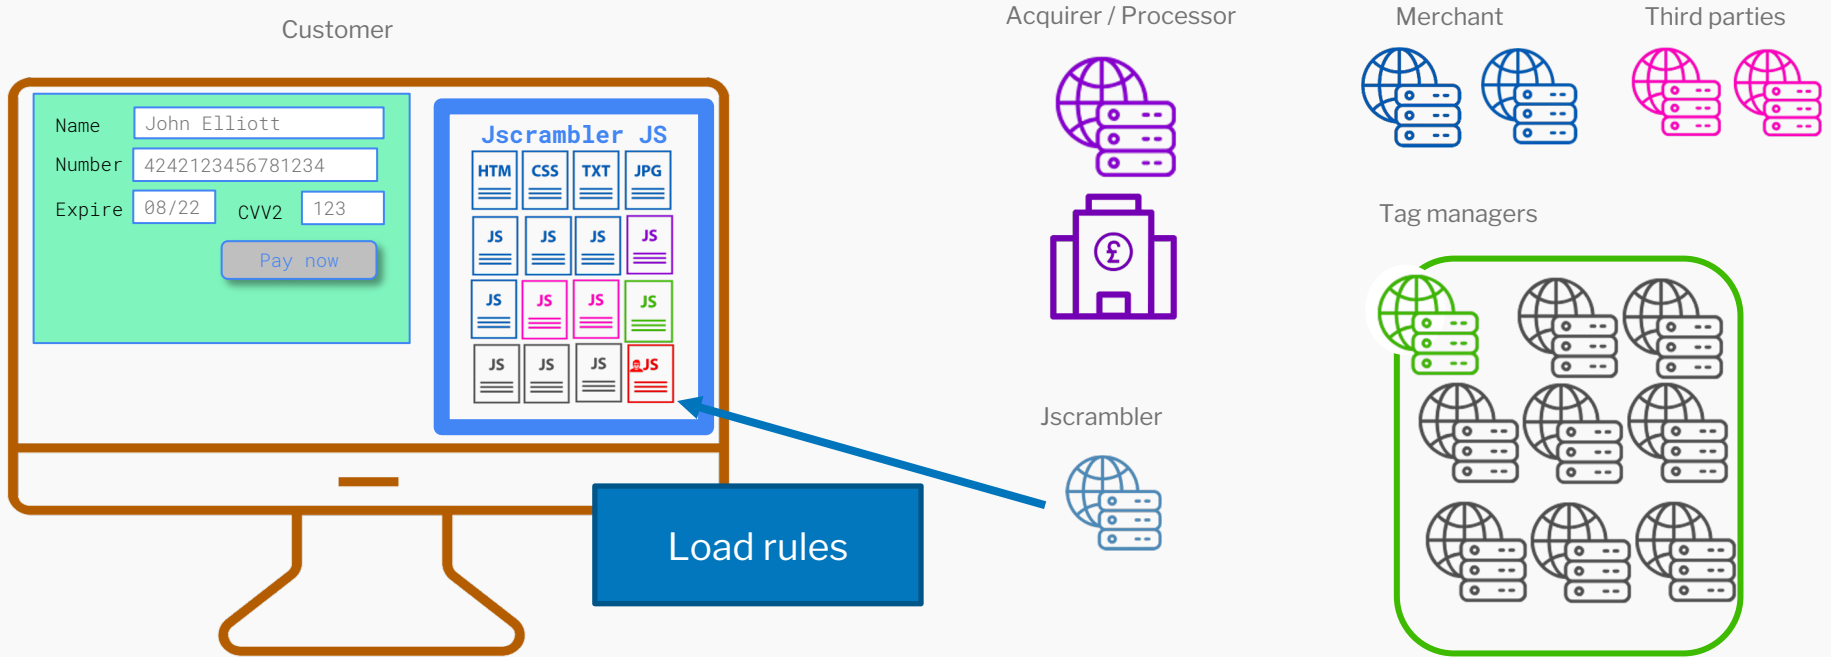 Customer
Acquirer / Processor
Merchant
Third parties
Name
John Elliott
Number
4242123456781234
Expire
08/22
CVV2
123
Pay now
Jscrambler JS
HTM CSS TXT JPG
JS JS JS JS
JS JS JS JS
JS JS JS JS
£
Tag managers
Jscrambler
Load rules